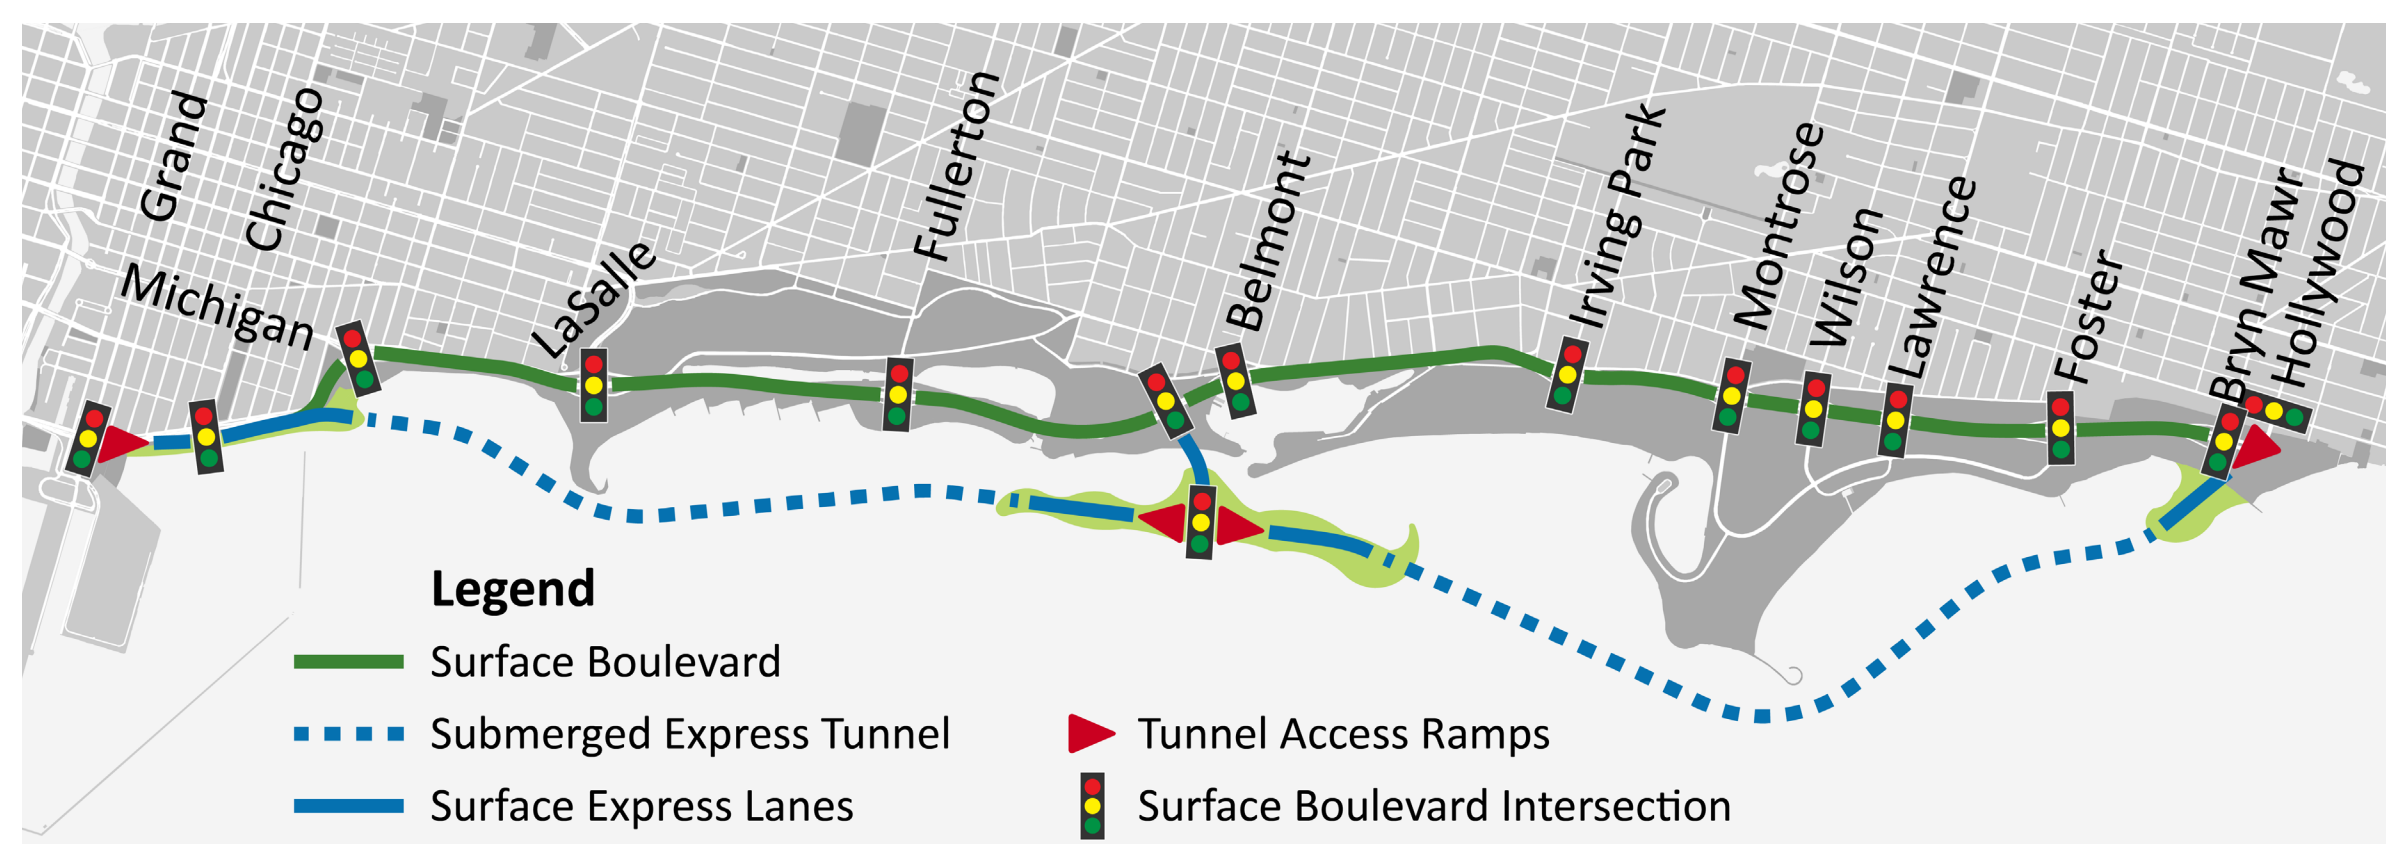 Grand
Chicago
Michigan
LaSalle
Fullerton
Belmont
Irving Park
Montrose
Wilson
Lawrence
Foster
Bryn Mawr
Hollywood
Legend
Surface Boulevard
Submerged Express Tunnel
Surface Express Lanes
Tunnel Access Ramps
Surface Boulevard Intersection